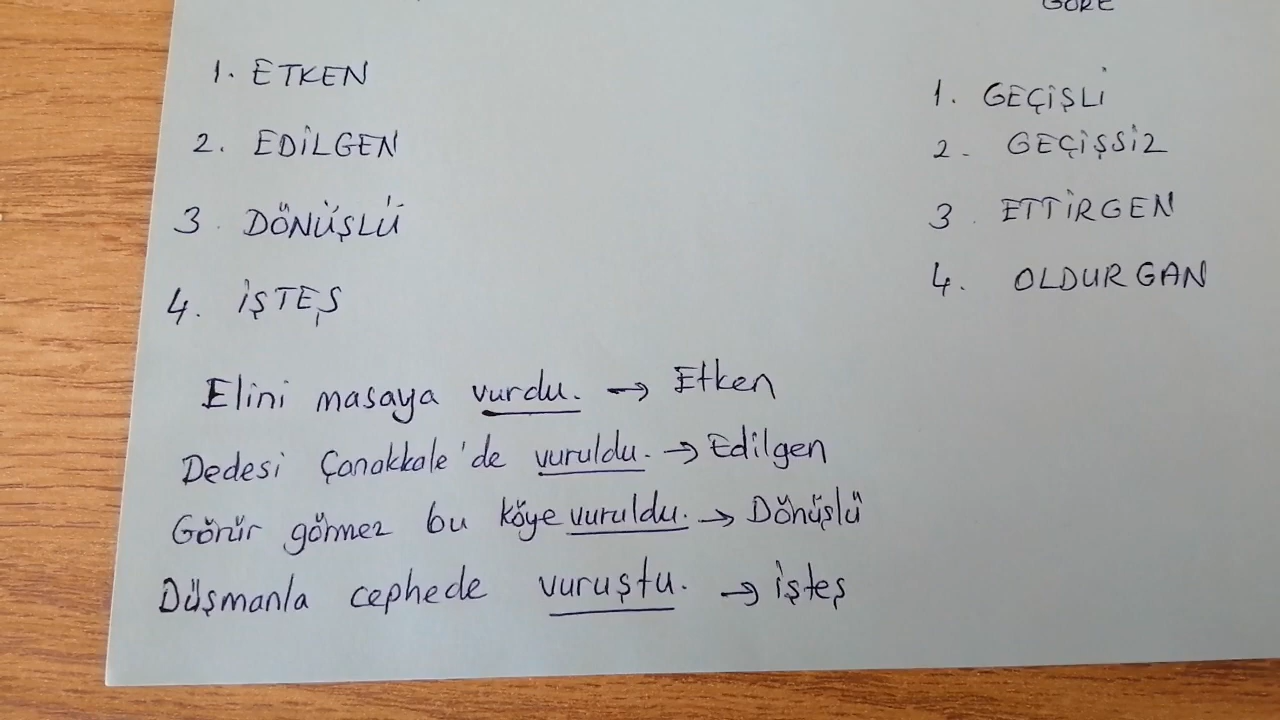 GÖRE
1. ETKEN
2. EDİLGEN
3. DÖNÜŞLÜ
4. İŞTEŞ
1. GEÇİŞLİ
2- GEÇİŞSİZ
3. ETTİRGEN
4. OLDURGAN
Elini masaya vurdu. → Etken
Dedesi Çanakkale'de vuruldu. → Edilgen
Görür görmez bu köye vuruldu. → Dönüşlü
Düşmanla cephede vuruştu. → işteş